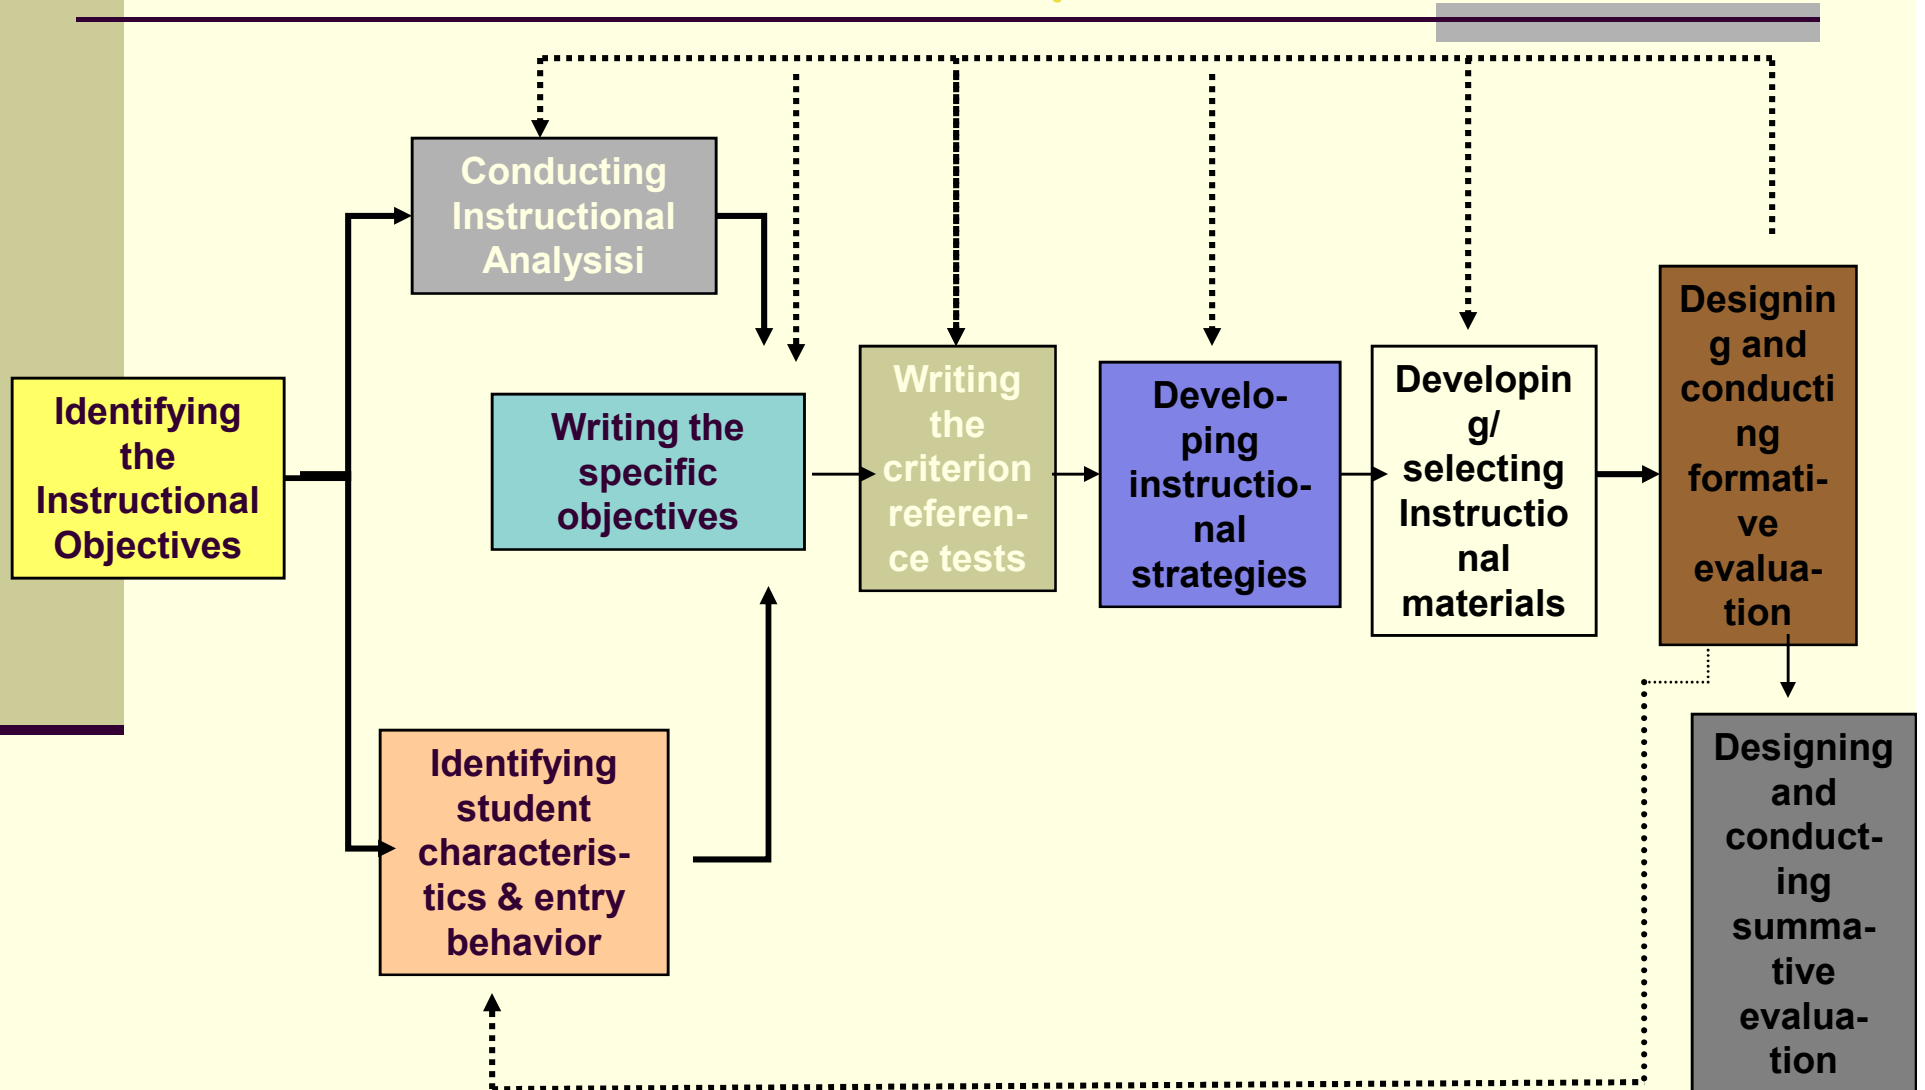 Conducting
Instructional
Analysisi
Identifying
the
Instructional
Objectives
Writing the
specific
objectives
Writing
the
criterion
referen-
ce tests
Develo-
ping
instructio-
nal
strategies
Developin
g/
selecting
Instructio
nal
materials
Designin
g and
conducti
ng
formati-
ve
evalua-
tion
Identifying
student
characteris-
tics & entry
behavior
Designing
and
conduct-
ing
summa-
tive
evalua-
tion